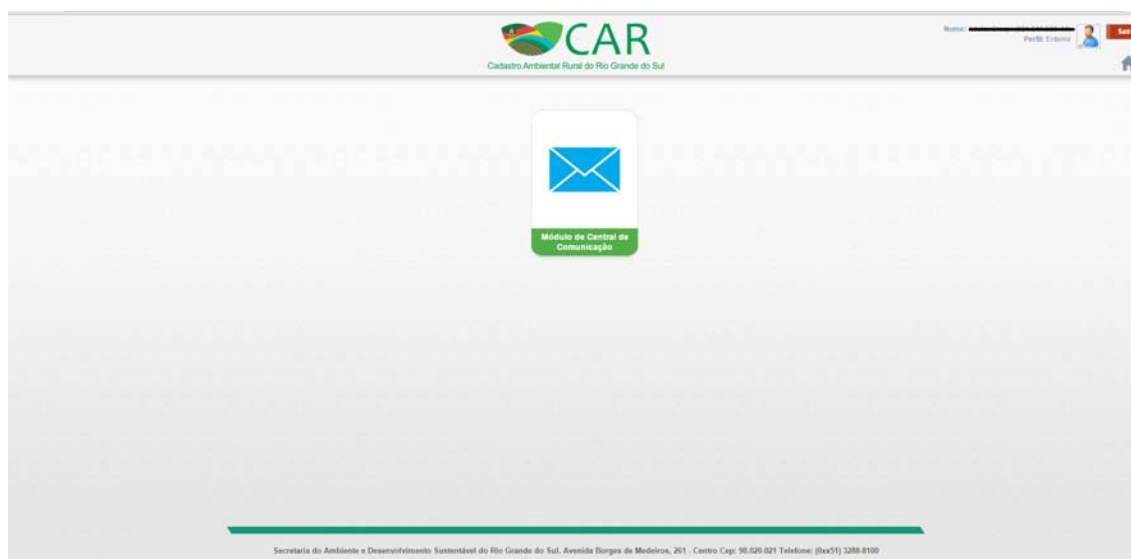 CAR
Cadastro Ambiental Rural do Rio Grande do Sul
Nome:
Perfil: Externo
Sair
Módulo de Central de
Comunicação
Secretaria do Ambiente e Desenvolvimento Sustentável do Rio Grande do Sul. Avenida Borges de Medeiros, 261 - Centro Cep: 90.020-021 Telefone: (0xx51) 3288-8100